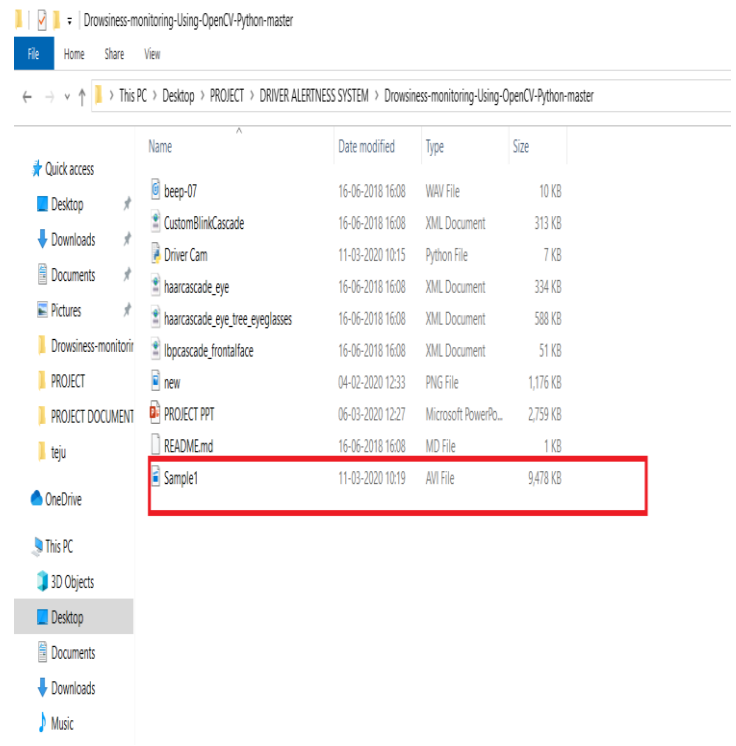 Drowsiness-monitoring-Using-OpenCV-Python-master
File Home Share View
This PC > Desktop > PROJECT > DRIVER ALERTNESS SYSTEM > Drowsiness-monitoring-Using-OpenCV-Python-master
Name Date modified Type Size
Quick access
Desktop
Downloads
Documents
Pictures
Drowsiness-monitorir
PROJECT
PROJECT DOCUMENT
teju
OneDrive
This PC
3D Objects
Desktop
Documents
Downloads
Music
beep-07 16-06-2018 16:08 WAV File 10 KB
CustomBlinkCascade 16-06-2018 16:08 XML Document 313 KB
Driver Cam 11-03-2020 10:15 Python File 7 KB
haarcascade_eye 16-06-2018 16:08 XML Document 334 KB
haarcascade_eye_tree_eyeglasses 16-06-2018 16:08 XML Document 588 KB
lbpcascade_frontalface 16-06-2018 16:08 XML Document 51 KB
new 04-02-2020 12:33 PNG File 1,176 KB
PROJECT PPT 06-03-2020 12:27 Microsoft PowerPo... 2,759 KB
README.md 16-06-2018 16:08 MD File 1 KB
Sample1 11-03-2020 10:19 AVI File 9,478 KB